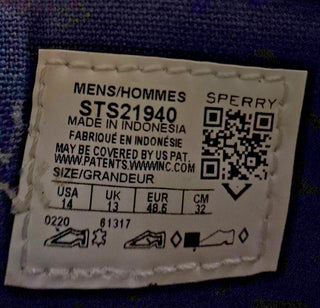 MENS/HOMMES
SPERRY
STS21940
MADE IN INDONESIA
FABRIQUÉ EN INDONÉSIE
MAY BE COVERED BY US PAT.
WWW.PATENTS.WWWINC.COM
SIZE/GRANDEUR
USA UK EUR CM
14 13 48.5 32
0220 61317